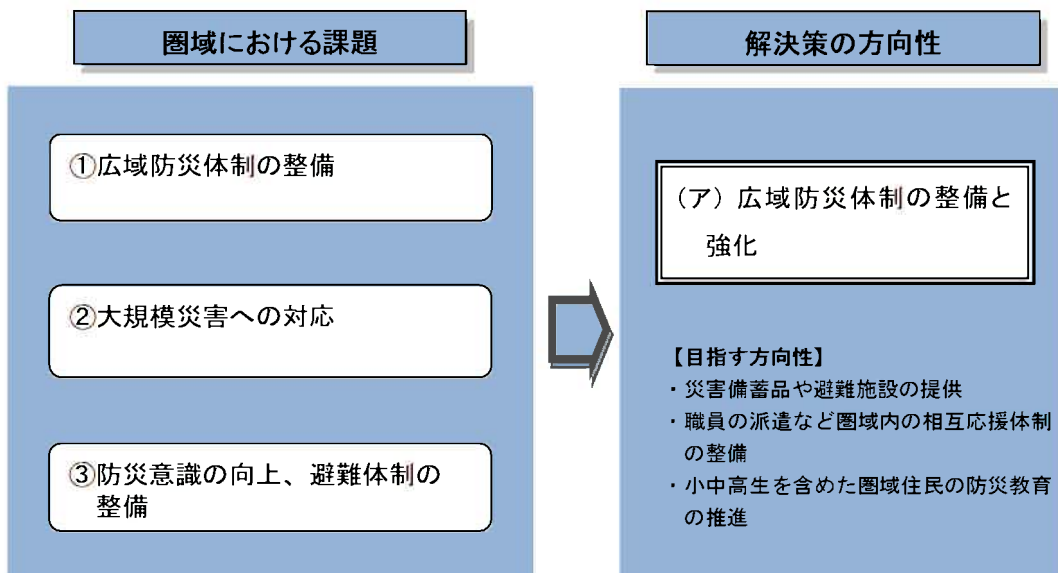 圏域における課題
①広域防災体制の整備
②大規模災害への対応
③防災意識の向上、避難体制の
整備
解決策の方向性
(ア) 広域防災体制の整備と
強化
【目指す方向性】
・災害備蓄品や避難施設の提供
・職員の派遣など圏域内の相互応援体制
の整備
・小中高生を含めた圏域住民の防災教育
の推進